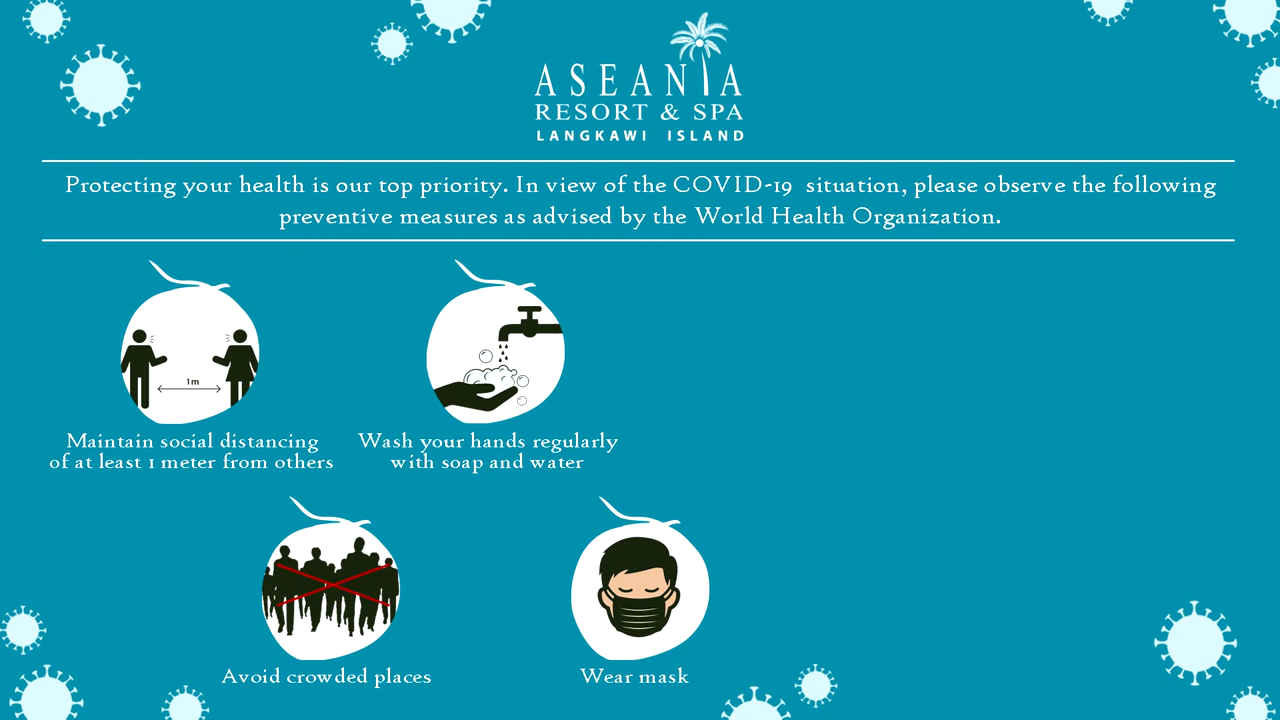 ASEANIA
RESORT & SPA
LANGKAWI ISLAND
Protecting your health is our top priority. In view of the COVID-19 situation, please observe the following
preventive measures as advised by the World Health Organization.
1m
Maintain social distancing
of at least 1 meter from others
Wash your hands regularly
with soap and water
Avoid crowded places
Wear mask